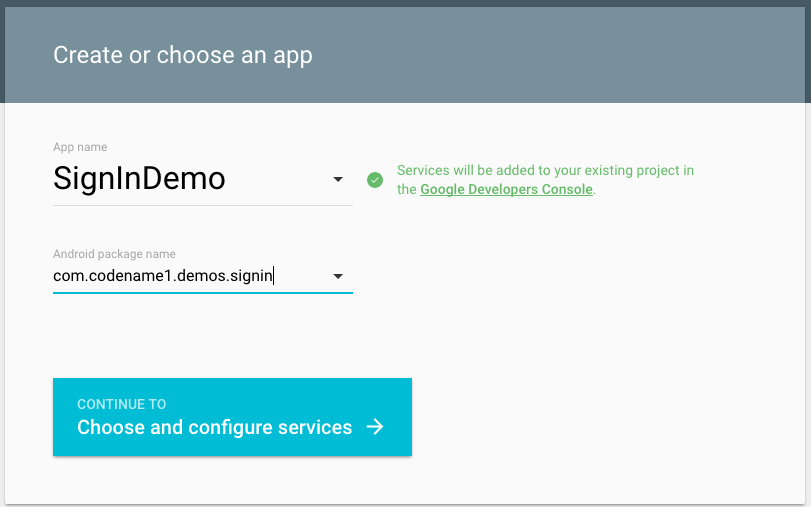 Create or choose an app
App name
SignInDemo
Services will be added to your existing project in
the Google Developers Console.
Android package name
com.codename1.demos.signin
CONTINUE TO
Choose and configure services